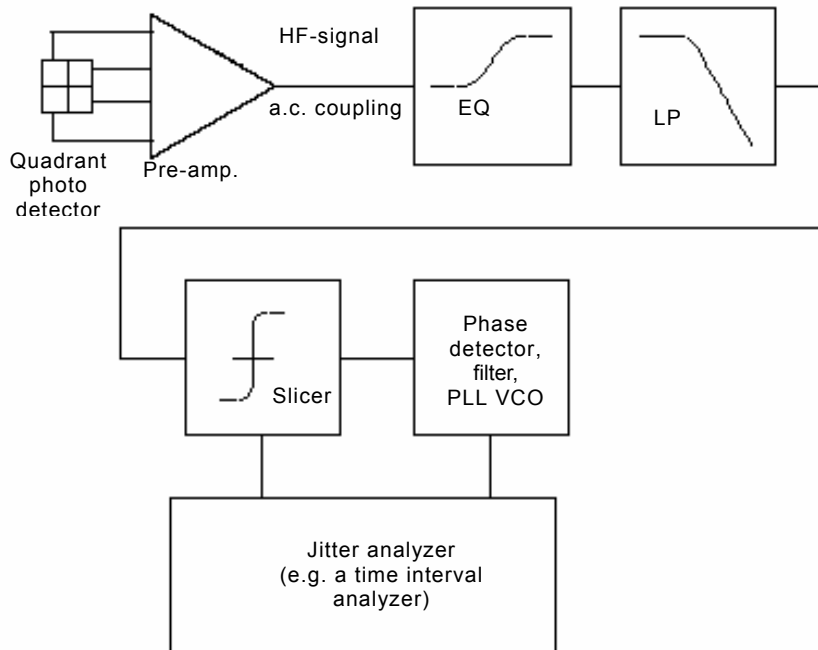 HF-signal
a.c. coupling
EQ
LP
Quadrant
photo
detector
Pre-amp.
Slicer
Phase
detector,
filter,
PLL VCO
Jitter analyzer
(e.g. a time interval
analyzer)